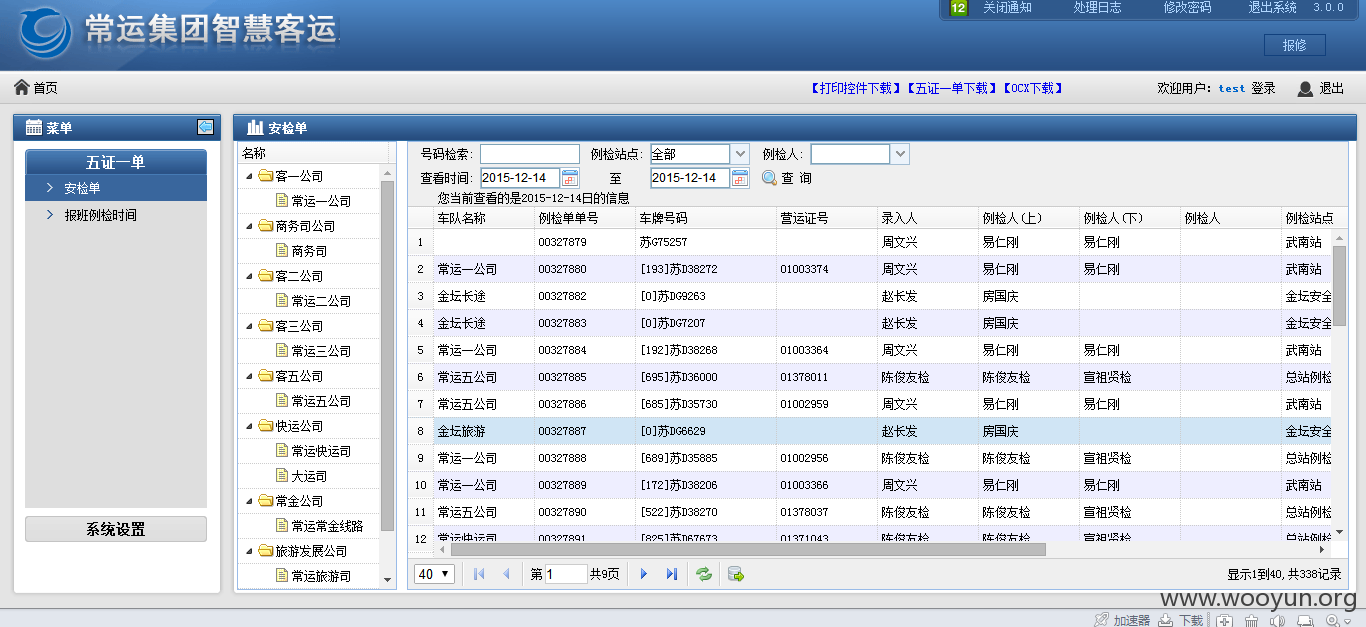 12 关闭通知 处理日志 修改密码 退出系统 3.0.0
常运集团智慧客运
报修
首页 【打印控件下载】【五证一单下载】【OCX下载】 欢迎用户: test 登录 退出
菜单
五证一单
安检单
报班例检时间
系统设置
安检单
名称
客一公司
常运一公司
商务司公司
商务司
客二公司
常运二公司
客三公司
常运三公司
客五公司
常运五公司
快运公司
常运快运司
大运司
常金公司
常运常金线路
旅游发展公司
常运旅游司
号码检索: 例检站点: 全部 例检人:
查看时间: 2015-12-14 至 2015-12-14 查 询
您当前查看的是2015-12-14日的信息
车队名称 例检单单号 车牌号码 营运证号 录入人 例检人(上) 例检人(下) 例检人 例检站点
1 00327879 苏G75257 周文兴 易仁刚 易仁刚 武南站
2 常运一公司 00327880 [193]苏D38272 01003374 周文兴 易仁刚 易仁刚 武南站
3 金坛长途 00327882 [0]苏DG9263 赵长发 房国庆 金坛安全
4 金坛长途 00327883 [0]苏DG7207 赵长发 房国庆 金坛安全
5 常运一公司 00327884 [192]苏D38268 01003364 周文兴 易仁刚 易仁刚 武南站
6 常运五公司 00327885 [695]苏D36000 01378011 陈俊友检 陈俊友检 宣祖贤检 总站例检
7 常运五公司 00327886 [685]苏D35730 01002959 周文兴 易仁刚 易仁刚 武南站
8 金坛旅游 00327887 [0]苏DG6629 赵长发 房国庆 金坛安全
9 常运一公司 00327888 [689]苏D35885 01002956 陈俊友检 陈俊友检 宣祖贤检 总站例检
10 常运一公司 00327889 [172]苏D38206 01003366 周文兴 易仁刚 易仁刚 武南站
11 常运五公司 00327890 [522]苏D38270 01378037 陈俊友检 陈俊友检 宣祖贤检 总站例检
12 常运快运司 00327891 [825]苏D67673 01371043 陈俊友检 陈俊友检 宣祖贤检 总站例检
40 第 1 共9页 显示1到40,共338记录
www.wooyun.org
加速器 下载